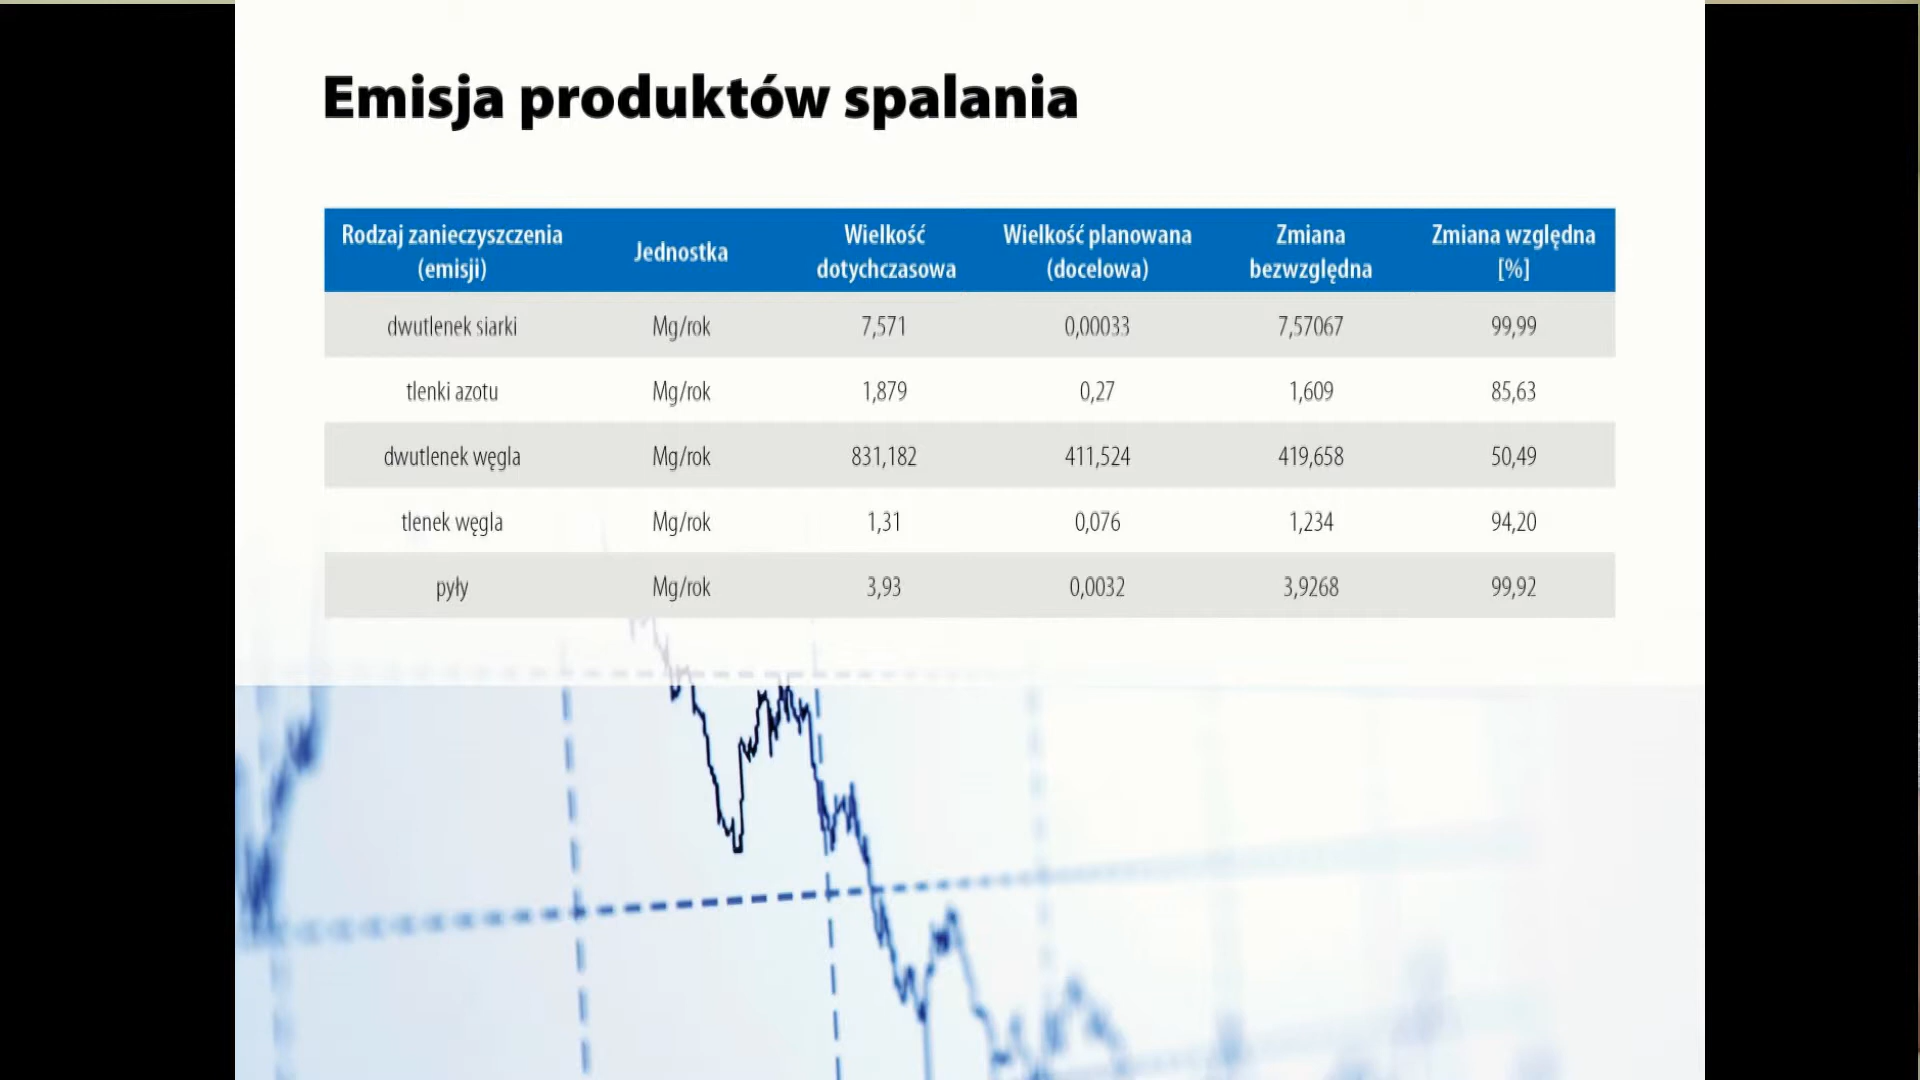 Emisja produktów spalania
Rodzaj zanieczyszczenia (emisji) Jednostka Wielkość dotychczasowa Wielkość planowana (docelowa) Zmiana bezwzględna Zmiana względna [%]
dwutlenek siarki Mg/rok 7,571 0,00033 7,57067 99,99
tlenki azotu Mg/rok 1,879 0,27 1,609 85,63
dwutlenek węgla Mg/rok 831,182 411,524 419,658 50,49
tlenek węgla Mg/rok 1,31 0,076 1,234 94,20
pyły Mg/rok 3,93 0,0032 3,9268 99,92